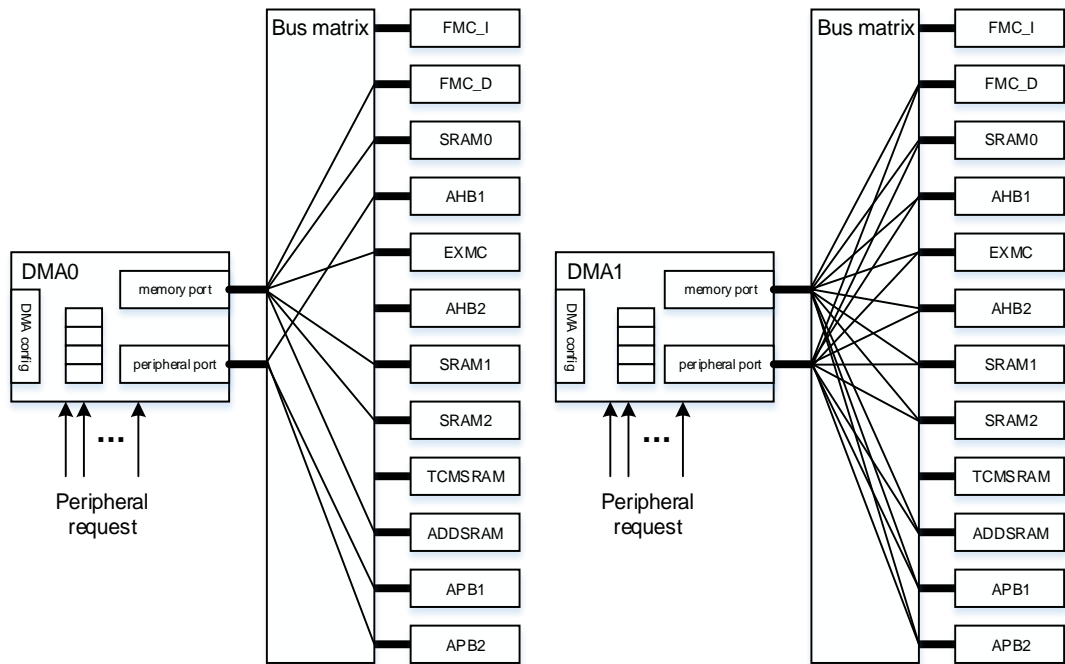 Bus matrix
FMC_I
FMC_D
SRAM0
AHB1
EXMC
AHB2
SRAM1
SRAM2
TCMSRAM
ADDSRAM
APB1
APB2
DMA0
DMA config
memory port
peripheral port
...
Peripheral
request
Bus matrix
FMC_I
FMC_D
SRAM0
AHB1
EXMC
AHB2
SRAM1
SRAM2
TCMSRAM
ADDSRAM
APB1
APB2
DMA1
DMA config
memory port
peripheral port
...
Peripheral
request